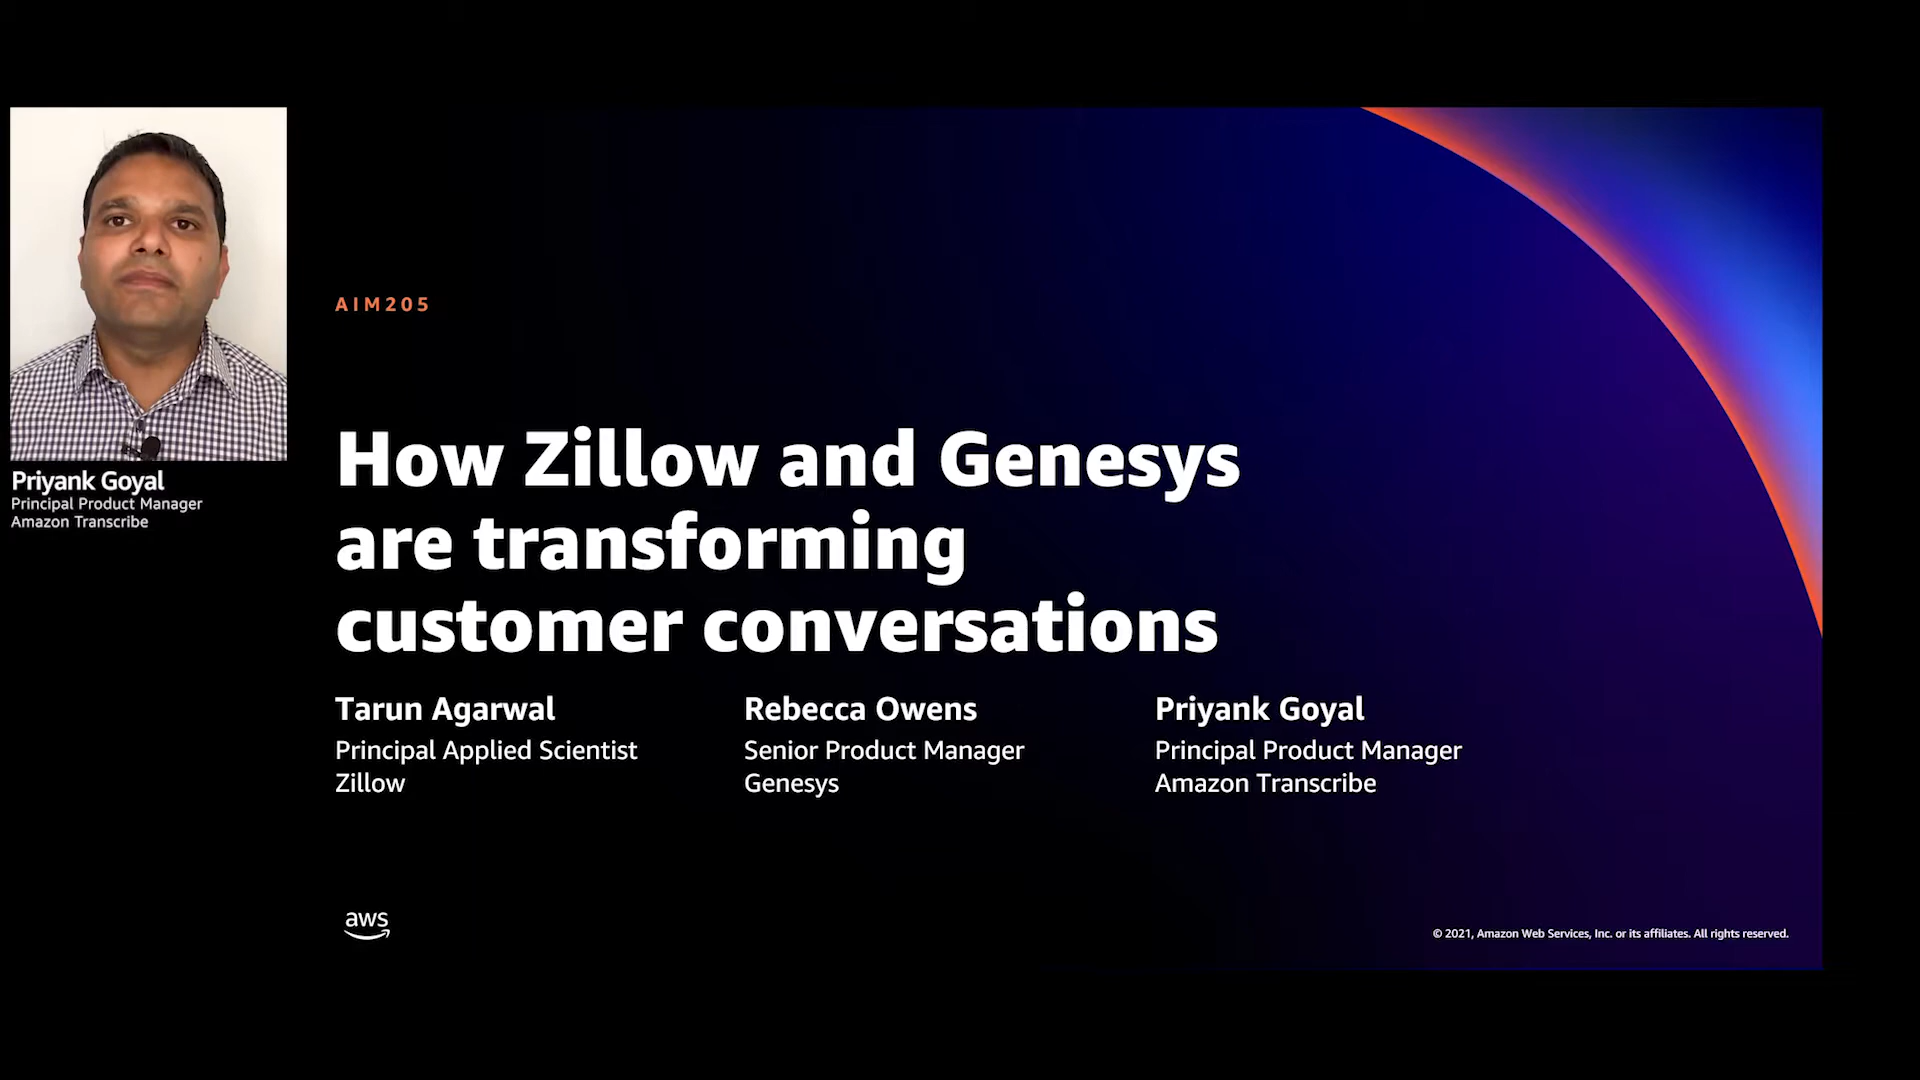 Priyank Goyal
Principal Product Manager
Amazon Transcribe
AIM205
How Zillow and Genesys
are transforming
customer conversations
Tarun Agarwal
Principal Applied Scientist
Zillow
Rebecca Owens
Senior Product Manager
Genesys
Priyank Goyal
Principal Product Manager
Amazon Transcribe
aws
© 2021, Amazon Web Services, Inc. or its affiliates. All rights reserved.